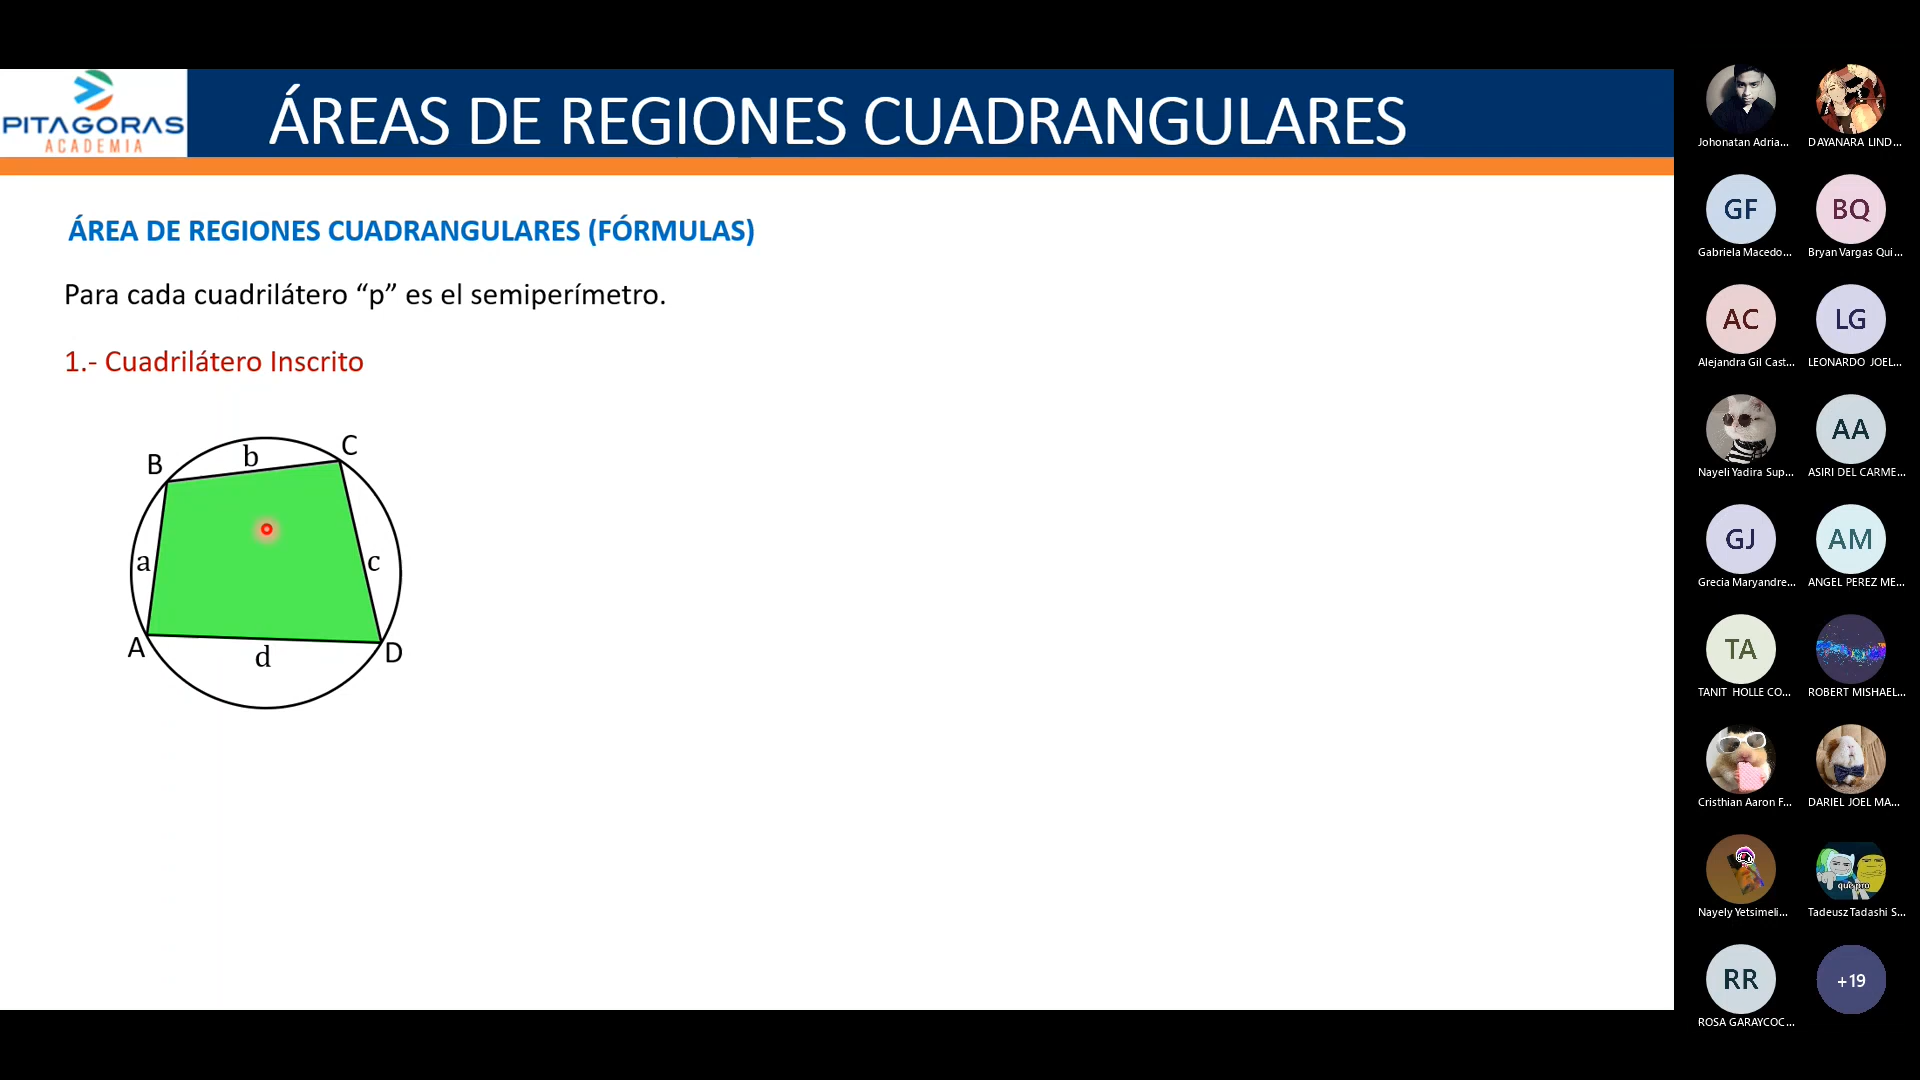 PITAGORAS
ACADEMIA
ÁREAS DE REGIONES CUADRANGULARES
ÁREA DE REGIONES CUADRANGULARES (FÓRMULAS)
Para cada cuadrilátero “p” es el semiperímetro.
1.- Cuadrilátero Inscrito
B
b
C
a
c
A
d
D
Johonatan Adria...
DAYANARA LIND...
GF
BQ
Gabriela Macedo...
Bryan Vargas Qui...
AC
LG
Alejandra Gil Cast...
LEONARDO JOEL...
AA
Nayeli Yadira Sup...
ASIRI DEL CARME...
GJ
AM
Grecia Maryandre...
ANGEL PEREZ ME...
TA
TANIT HOLLE CO...
ROBERT MISHAEL...
Cristhian Aaron F...
DARIEL JOEL MA...
que pro
Nayely Yetsimeli...
Tadeusz Tadashi S...
RR
+19
ROSA GARAYCOC...